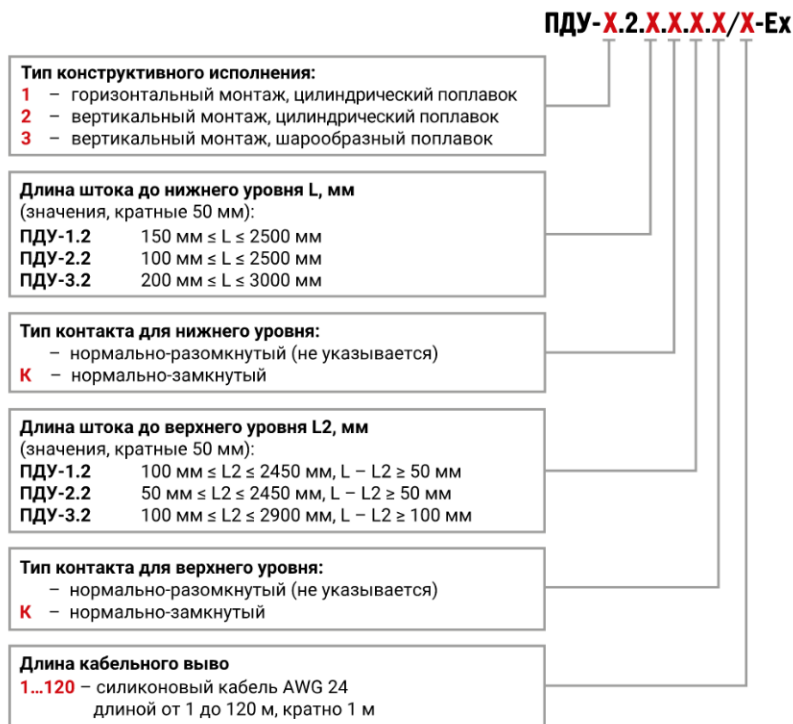 ПДУ-X.2.X.X.X.X/X-Ex
Тип конструктивного исполнения:
1 – горизонтальный монтаж, цилиндрический поплавок
2 – вертикальный монтаж, цилиндрический поплавок
3 – вертикальный монтаж, шарообразный поплавок
Длина штока до нижнего уровня L, мм
(значения, кратные 50 мм):
ПДУ-1.2 150 мм ≤ L ≤ 2500 мм
ПДУ-2.2 100 мм ≤ L ≤ 2500 мм
ПДУ-3.2 200 мм ≤ L ≤ 3000 мм
Тип контакта для нижнего уровня:
– нормально-разомкнутый (не указывается)
К – нормально-замкнутый
Длина штока до верхнего уровня L2, мм
(значения, кратные 50 мм):
ПДУ-1.2 100 мм ≤ L2 ≤ 2450 мм, L – L2 ≥ 50 мм
ПДУ-2.2 50 мм ≤ L2 ≤ 2450 мм, L – L2 ≥ 50 мм
ПДУ-3.2 100 мм ≤ L2 ≤ 2900 мм, L – L2 ≥ 100 мм
Тип контакта для верхнего уровня:
– нормально-разомкнутый (не указывается)
К – нормально-замкнутый
Длина кабельного выво
1...120 – силиконовый кабель AWG 24
длиной от 1 до 120 м, кратно 1 м